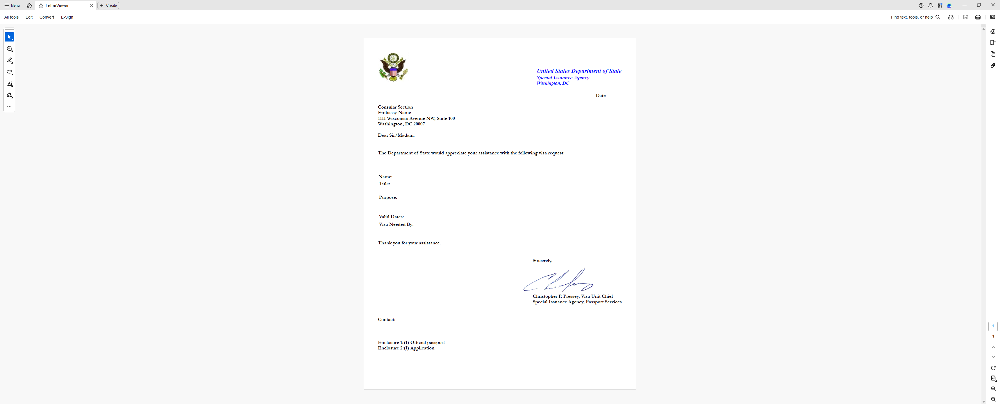 Menu
LetterViewer
Create
All tools
Edit
Convert
E-Sign
Find text, tools, or help
United States Department of State
Special Issuance Agency
Washington, DC
Date
Consular Section
Embassy Name
1111 Wisconsin Avenue NW, Suite 100
Washington, DC 20007
Dear Sir/Madam:
The Department of State would appreciate your assistance with the following visa request:
Name:
Title:
Purpose:
Valid Dates:
Visa Needed By:
Thank you for your assistance.
Sincerely,
Christopher P. Pressey, Visa Unit Chief
Special Issuance Agency, Passport Services
Contact:
Enclosure 1:(1) Official passport
Enclosure 2:(1) Application
1
1